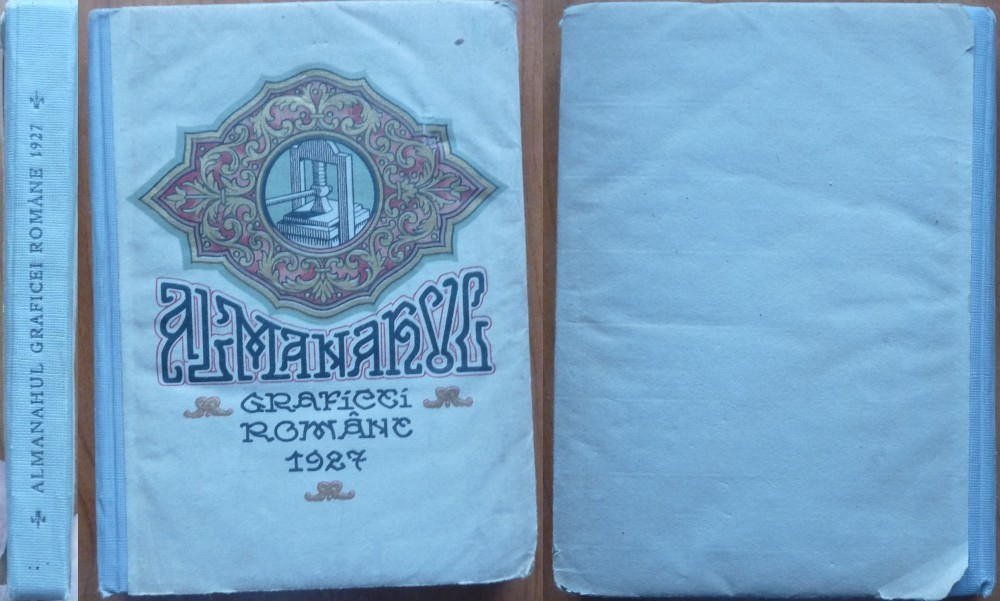 ALMANAHUL GRAFICEI ROMÂNE 1927
ALMANAHUL
GRAFICEI
ROMÂNE
1927